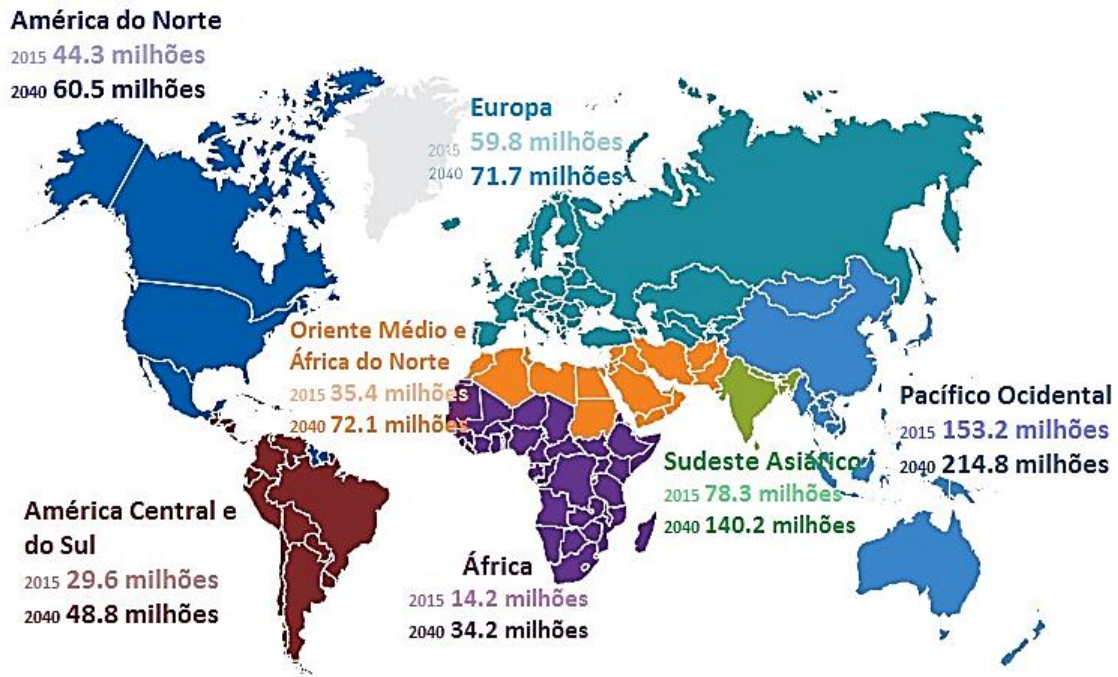 América do Norte
2015 44.3 milhões
2040 60.5 milhões
Europa
2015 59.8 milhões
2040 71.7 milhões
Oriente Médio e
África do Norte
2015 35.4 milhões
2040 72.1 milhões
Pacífico Ocidental
2015 153.2 milhões
2040 214.8 milhões
Sudeste Asiático
2015 78.3 milhões
2040 140.2 milhões
América Central e
do Sul
2015 29.6 milhões
2040 48.8 milhões
África
2015 14.2 milhões
2040 34.2 milhões